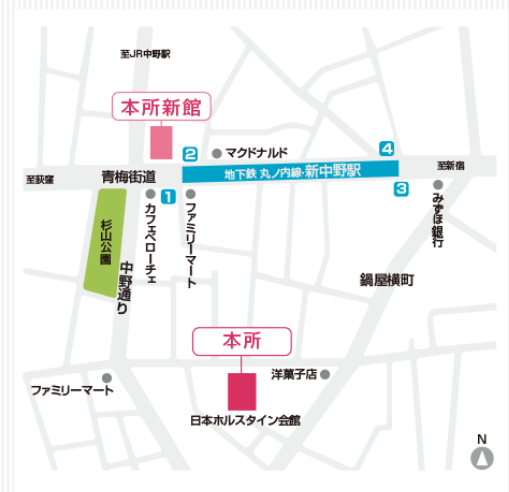 至JR中野駅
本所新館
2
マクドナルド
4
至荻窪
青梅街道
1
地下鉄 丸ノ内線・新中野駅
至新宿
3
カフェベローチェ
ファミリーマート
みずほ銀行
杉山公園
中野通り
鍋屋横町
本所
洋菓子店
ファミリーマート
日本ホルスタイン会館
N